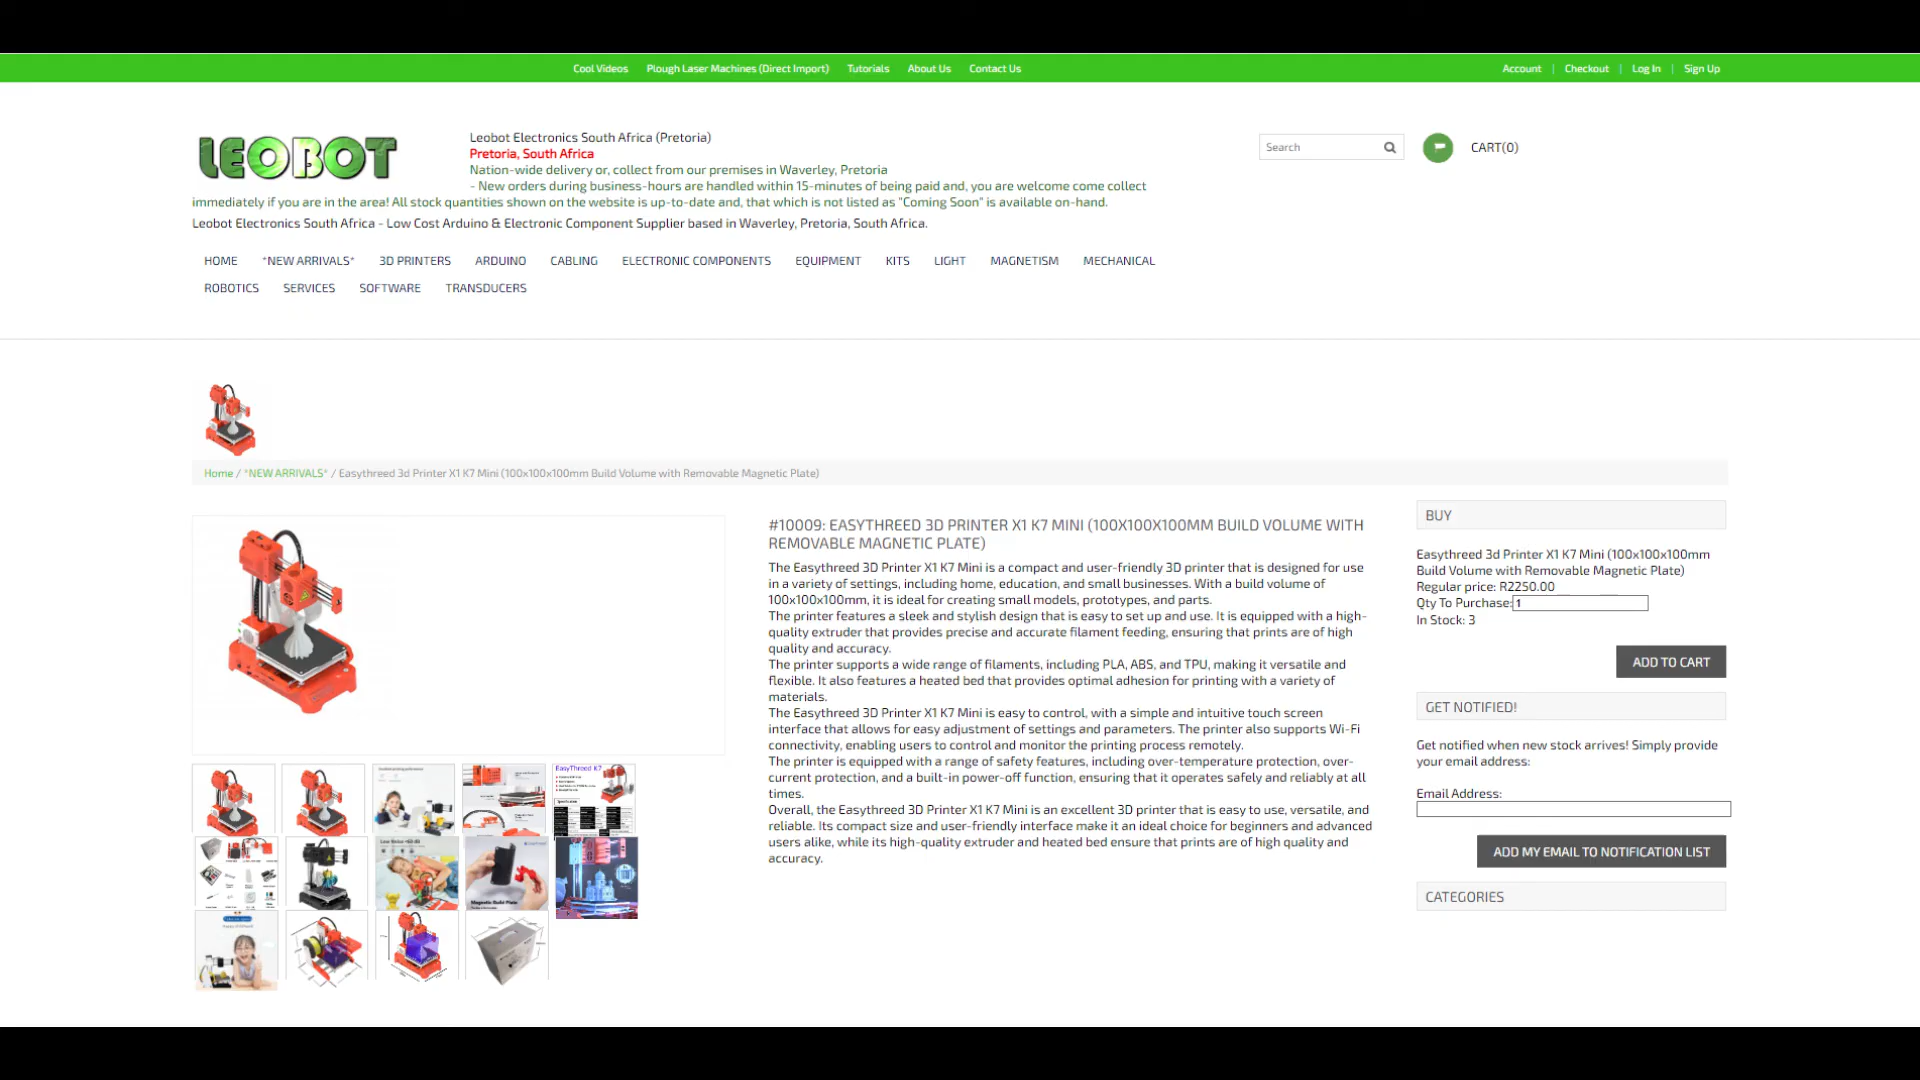 Cool Videos Plough Laser Machines (Direct Import) Tutorials About Us Contact Us Account Checkout Log In Sign Up
LEOBOT
Leobot Electronics South Africa (Pretoria)
Pretoria, South Africa
Nation-wide delivery or, collect from our premises in Waverley, Pretoria
- New orders during business-hours are handled within 15-minutes of being paid and, you are welcome come collect
immediately if you are in the area! All stock quantities shown on the website is up-to-date and, that which is not listed as "Coming Soon" is available on-hand.
Leobot Electronics South Africa - Low Cost Arduino & Electronic Component Supplier based in Waverley, Pretoria, South Africa.
Search
CART(0)
HOME *NEW ARRIVALS* 3D PRINTERS ARDUINO CABLING ELECTRONIC COMPONENTS EQUIPMENT KITS LIGHT MAGNETISM MECHANICAL
ROBOTICS SERVICES SOFTWARE TRANSDUCERS
Home / *NEW ARRIVALS* / Easythreed 3d Printer X1 K7 Mini (100x100x100mm Build Volume with Removable Magnetic Plate)
#10009: EASYTHREED 3D PRINTER X1 K7 MINI (100X100X100MM BUILD VOLUME WITH
REMOVABLE MAGNETIC PLATE)
The Easythreed 3D Printer X1 K7 Mini is a compact and user-friendly 3D printer that is designed for use
in a variety of settings, including home, education, and small businesses. With a build volume of
100x100x100mm, it is ideal for creating small models, prototypes, and parts.
The printer features a sleek and stylish design that is easy to set up and use. It is equipped with a high-
quality extruder that provides precise and accurate filament feeding, ensuring that prints are of high
quality and accuracy.
The printer supports a wide range of filaments, including PLA, ABS, and TPU, making it versatile and
flexible. It also features a heated bed that provides optimal adhesion for printing with a variety of
materials.
The Easythreed 3D Printer X1 K7 Mini is easy to control, with a simple and intuitive touch screen
interface that allows for easy adjustment of settings and parameters. The printer also supports Wi-Fi
connectivity, enabling users to control and monitor the printing process remotely.
The printer is equipped with a range of safety features, including over-temperature protection, over-
current protection, and a built-in power-off function, ensuring that it operates safely and reliably at all
times.
Overall, the Easythreed 3D Printer X1 K7 Mini is an excellent 3D printer that is easy to use, versatile, and
reliable. Its compact size and user-friendly interface make it an ideal choice for beginners and advanced
users alike, while its high-quality extruder and heated bed ensure that prints are of high quality and
accuracy.
BUY
Easythreed 3d Printer X1 K7 Mini (100x100x100mm
Build Volume with Removable Magnetic Plate)
Regular price: R2250.00
Qty To Purchase: 1
In Stock: 3
ADD TO CART
GET NOTIFIED!
Get notified when new stock arrives! Simply provide
your email address:
Email Address:
ADD MY EMAIL TO NOTIFICATION LIST
CATEGORIES
EasyThreed K7
Magnetic Build Plate